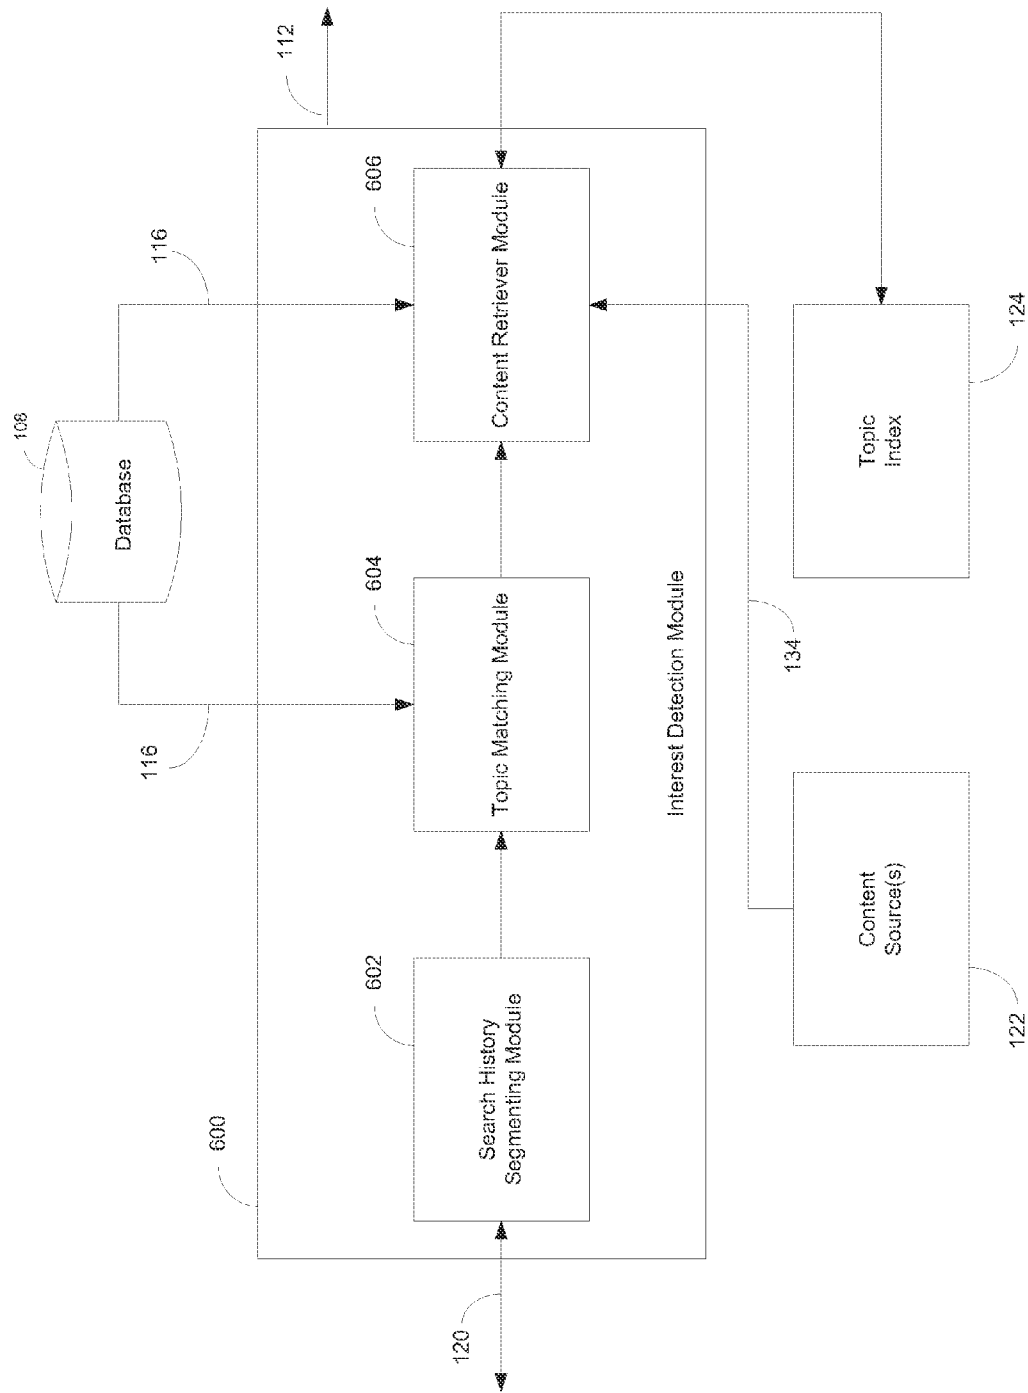 108
Database
116
116
600
112
602
604
606
120
Search History
Segmenting Module
Topic Matching Module
Content Retriever Module
Interest Detection Module
134
Content
Source(s)
Topic
Index
122
124